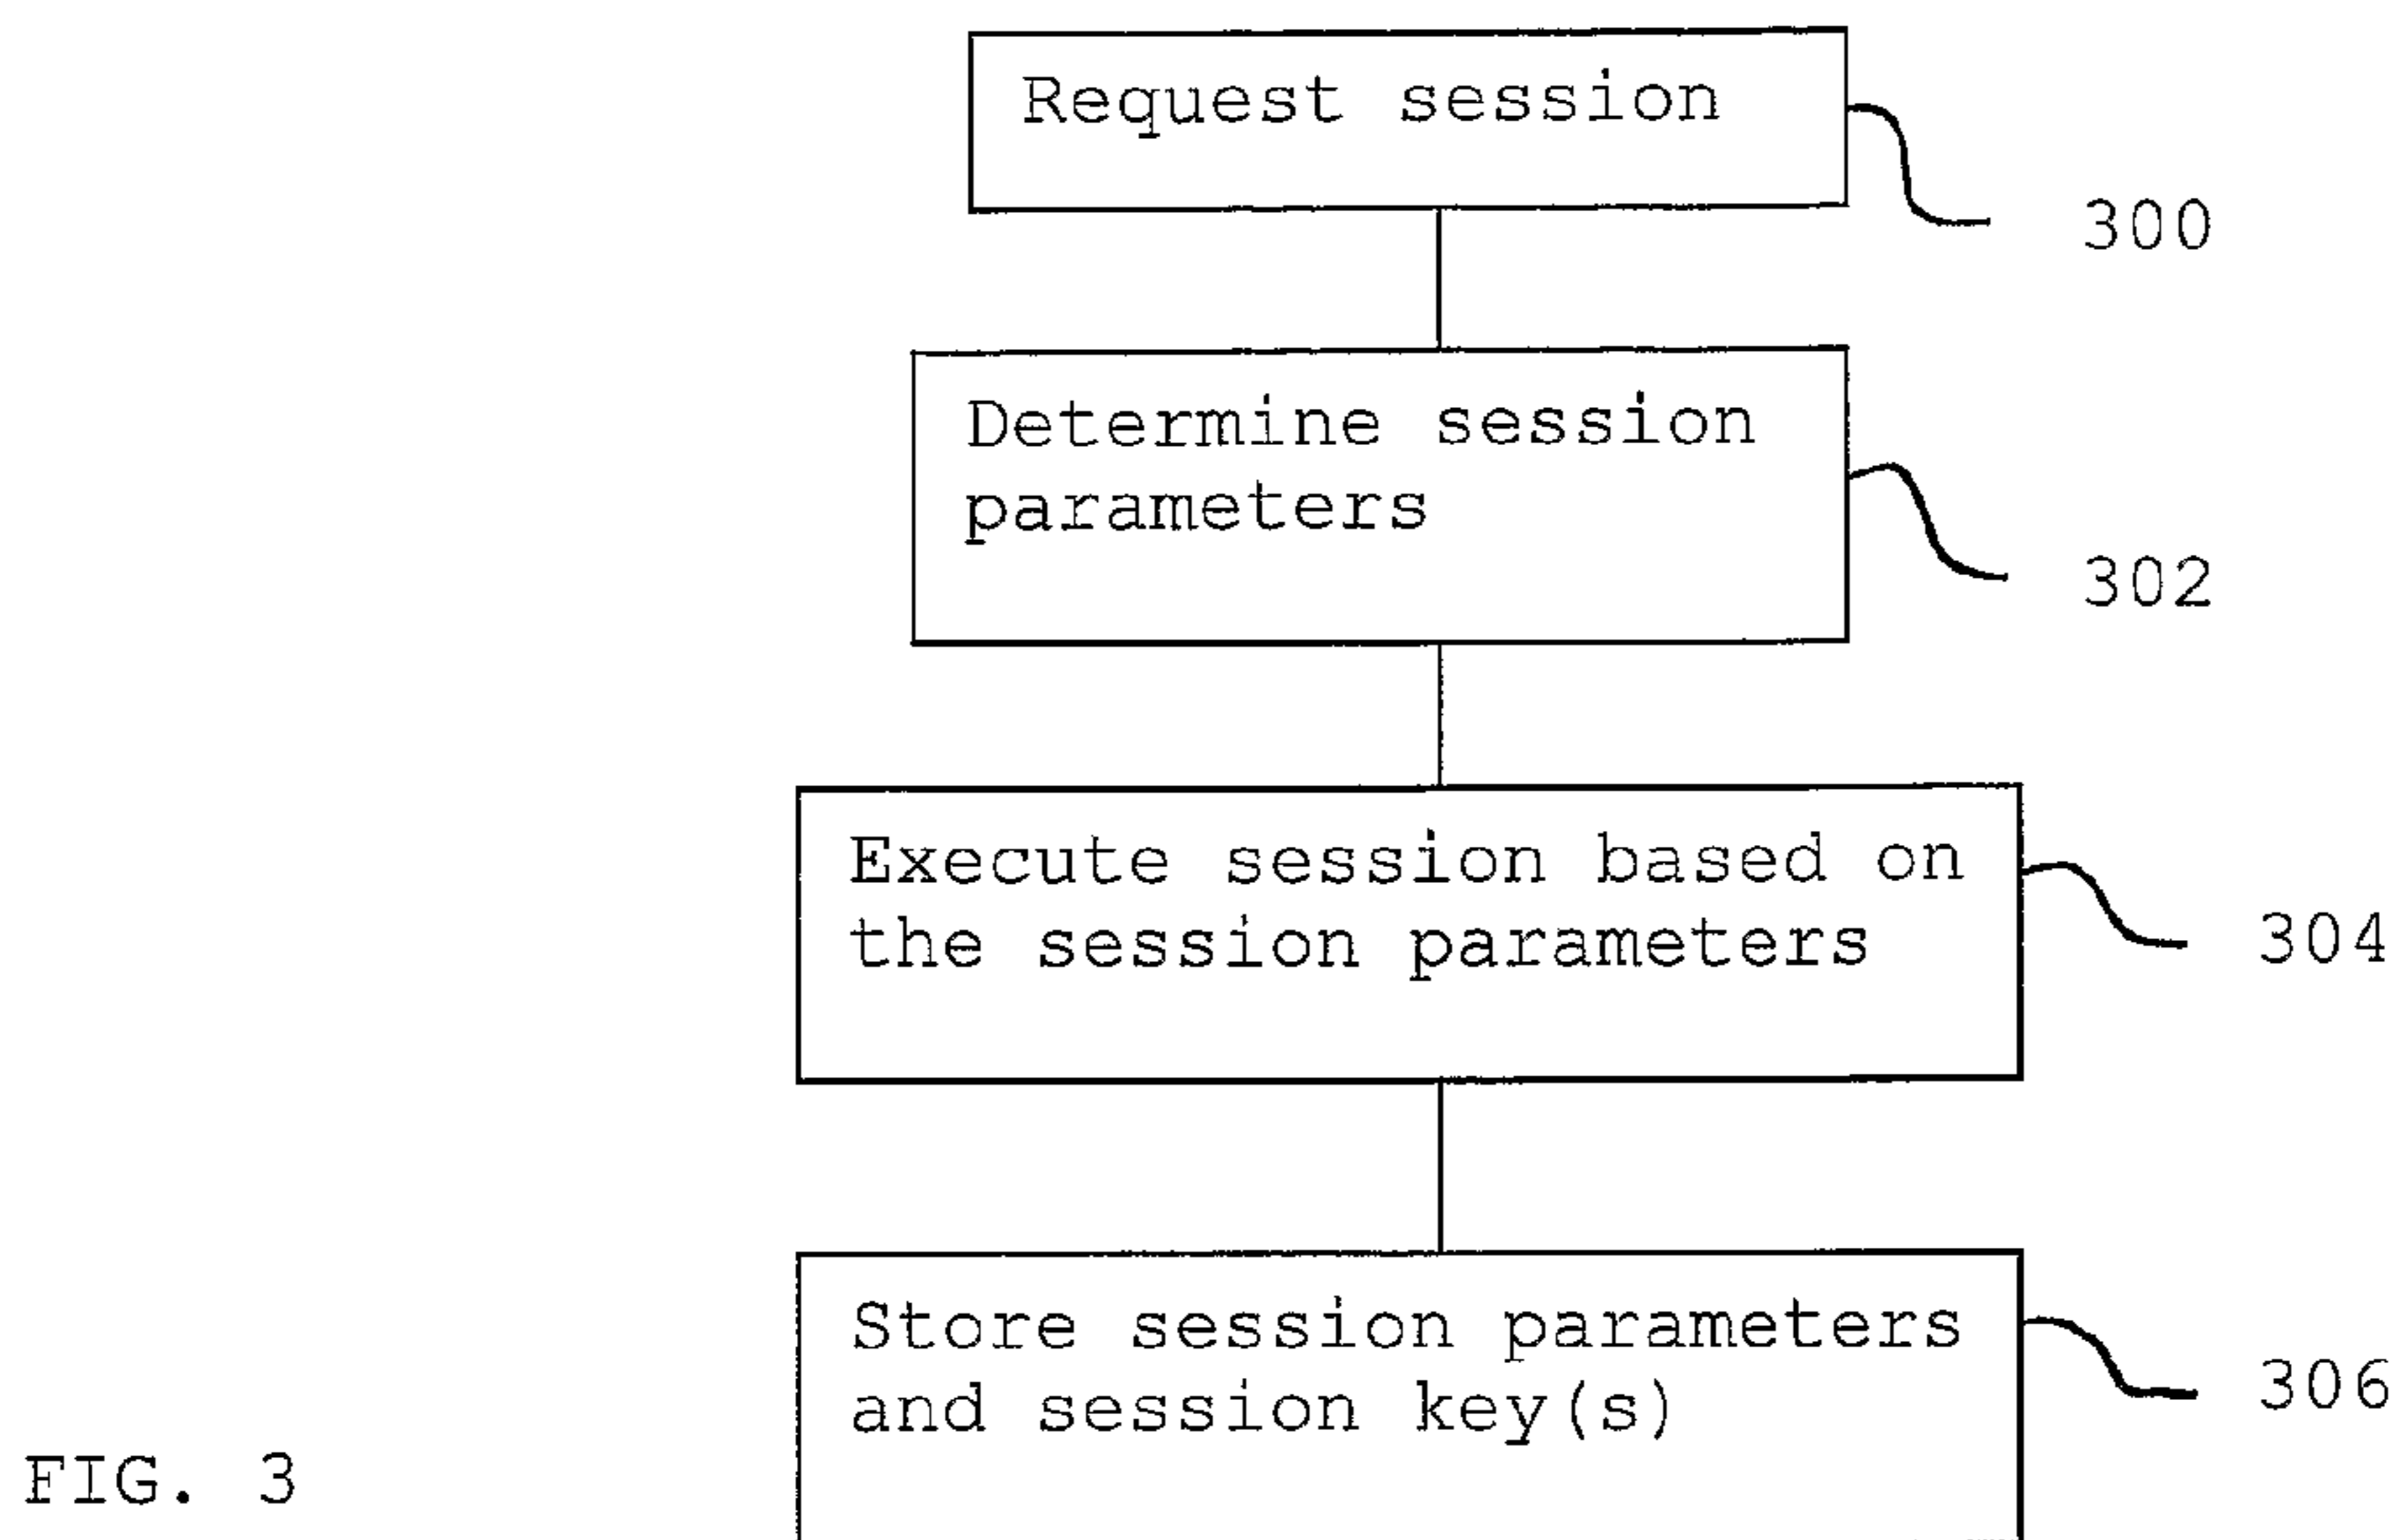 Request session
300
Determine session
parameters
302
Execute session based on
the session parameters
304
Store session parameters
and session key(s)
306
FIG. 3